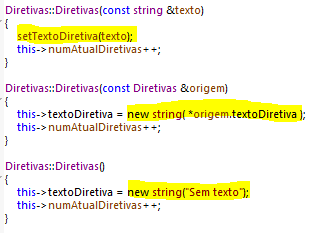 Diretivas::Diretivas(const string &texto)
{
setTextoDiretiva(texto);
this->numAtualDiretivas++;
}
Diretivas::Diretivas(const Diretivas &origem)
{
this->textoDiretiva = new string( *origem.textoDiretiva );
this->numAtualDiretivas++;
}
Diretivas::Diretivas()
{
this->textoDiretiva = new string("Sem texto");
this->numAtualDiretivas++;
}